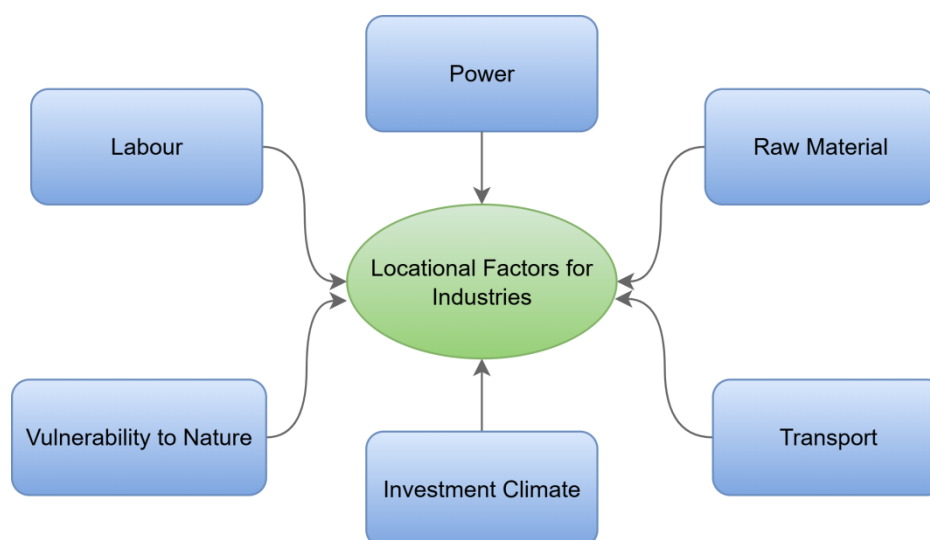 Power
Labour
Raw Material
Locational Factors for
Industries
Vulnerability to Nature
Transport
Investment Climate